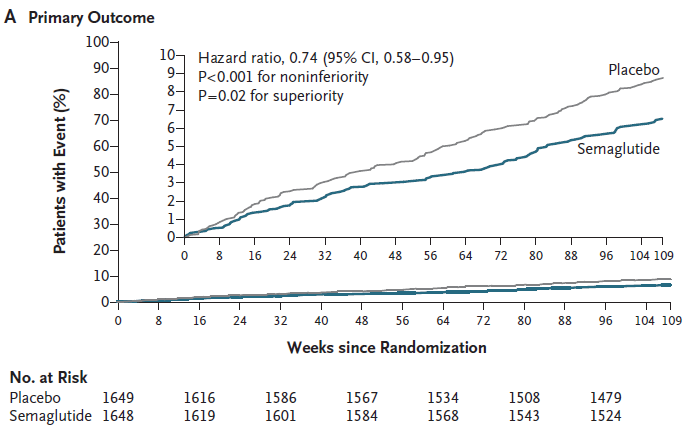 A Primary Outcome
Patients with Event (%)
100
90
80
70
60
50
40
30
20
10
0
10
9
8
7
6
5
4
3
2
1
0
Hazard ratio, 0.74 (95% CI, 0.58–0.95)
P<0.001 for noninferiority
P=0.02 for superiority
Placebo
Semaglutide
0 8 16 24 32 40 48 56 64 72 80 88 96 104 109
0 8 16 24 32 40 48 56 64 72 80 88 96 104 109
Weeks since Randomization
No. at Risk
Placebo 1649 1616 1586 1567 1534 1508 1479
Semaglutide 1648 1619 1601 1584 1568 1543 1524